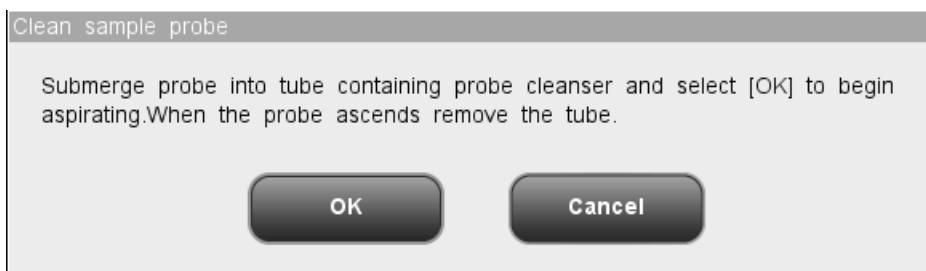 Clean sample probe
Submerge probe into tube containing probe cleanser and select [OK] to begin
aspirating.When the probe ascends remove the tube.
OK
Cancel